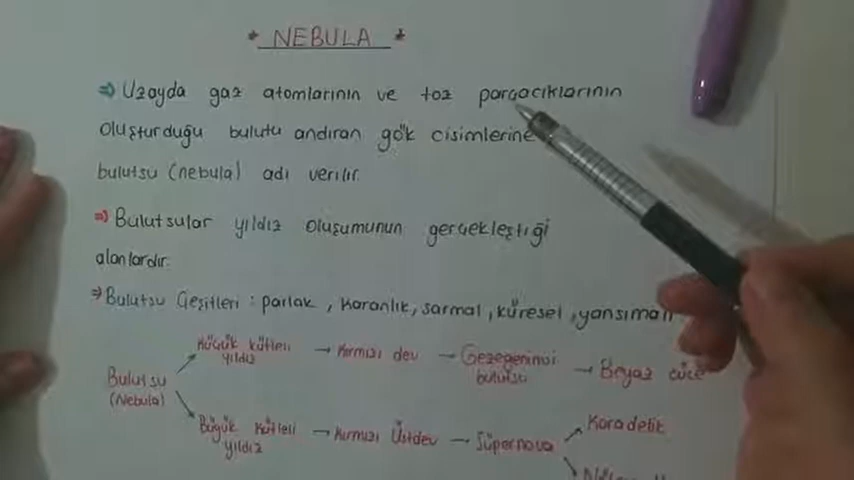 * NEBULA *
⇒ Uzayda gaz atomlarının ve toz parçacıklarının
oluşturduğu bulutu andıran gök cisimlerine
bulutsu (nebula) adı verilir.
⇒ Bulutsular yıldız oluşumunun gerçekleştiği
alanlardır.
⇒ Bulutsu Çeşitleri : parlak, karanlık, sarmal, küresel, yansımalı
Küçük kütleli → Kırmızı dev → Gezegenimsi → Beyaz cüce
yıldız bulutsu
Bulutsu
(Nebula)
Büyük kütleli → Kırmızı Üstdev → Süpernova
yıldız
Karadelik